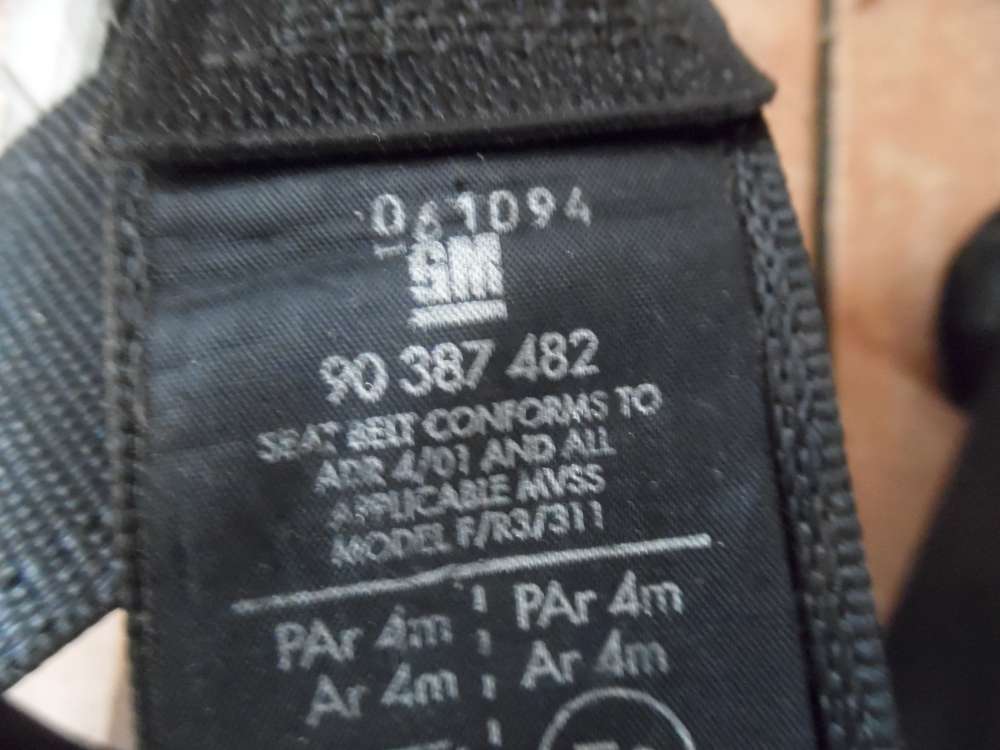 061094
GM
90 387 482
SEAT BELT CONFORMS TO
ADR 4/01 AND ALL
APPLICABLE MVSS
MODEL F/R3/311
PAr 4m ¦ PAr 4m
Ar 4m ¦ Ar 4m